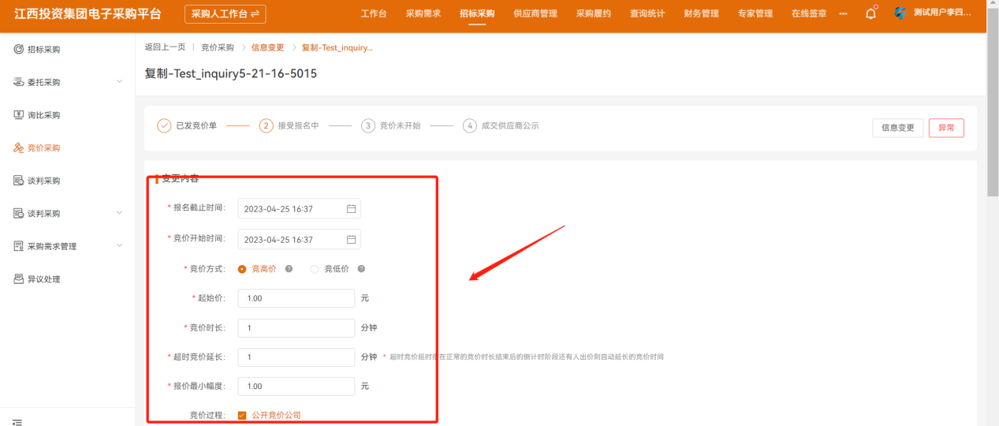 江西投资集团电子采购平台 采购人工作台 ⇌ 工作台 采购需求 招标采购 供应商管理 采购履约 查询统计 财务管理 专家管理 在线签章 ··· 测试用户李四...
招标采购
委托采购
询比采购
竞价采购
谈判采购
谈判采购
采购需求管理
异议处理
返回上一页 | 竞价采购 > 信息变更 > 复制-Test_inquiry...
复制-Test_inquiry5-21-16-5015
已发竞价单 2 接受报名中 3 竞价未开始 4 成交供应商公示 信息变更 异常
变更内容
* 报名截止时间: 2023-04-25 16:37
* 竞价开始时间: 2023-04-25 16:37
* 竞价方式: 竞高价 ? 竞低价 ?
* 起始价: 1.00 元
* 竞价时长: 1 分钟
* 超时竞价延长: 1 分钟 * 超时竞价延时指在正常的竞价时长结束后的倒计时阶段还有人出价则自动延长的竞价时间
* 报价最小幅度: 1.00 元
竞价过程: 公开竞价公司